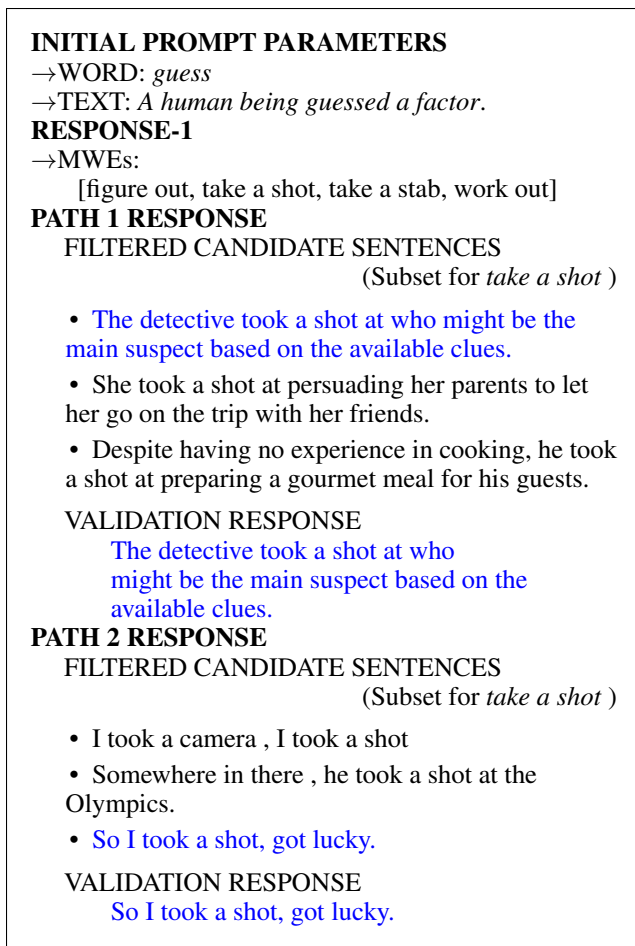 INITIAL PROMPT PARAMETERS
→WORD: guess
→TEXT: A human being guessed a factor.
RESPONSE-1
→MWEs:
[figure out, take a shot, take a stab, work out]
PATH 1 RESPONSE
FILTERED CANDIDATE SENTENCES
(Subset for take a shot )
• The detective took a shot at who might be the
main suspect based on the available clues.
• She took a shot at persuading her parents to let
her go on the trip with her friends.
• Despite having no experience in cooking, he took
a shot at preparing a gourmet meal for his guests.
VALIDATION RESPONSE
The detective took a shot at who
might be the main suspect based on the
available clues.
PATH 2 RESPONSE
FILTERED CANDIDATE SENTENCES
(Subset for take a shot )
• I took a camera , I took a shot
• Somewhere in there , he took a shot at the
Olympics.
• So I took a shot, got lucky.
VALIDATION RESPONSE
So I took a shot, got lucky.